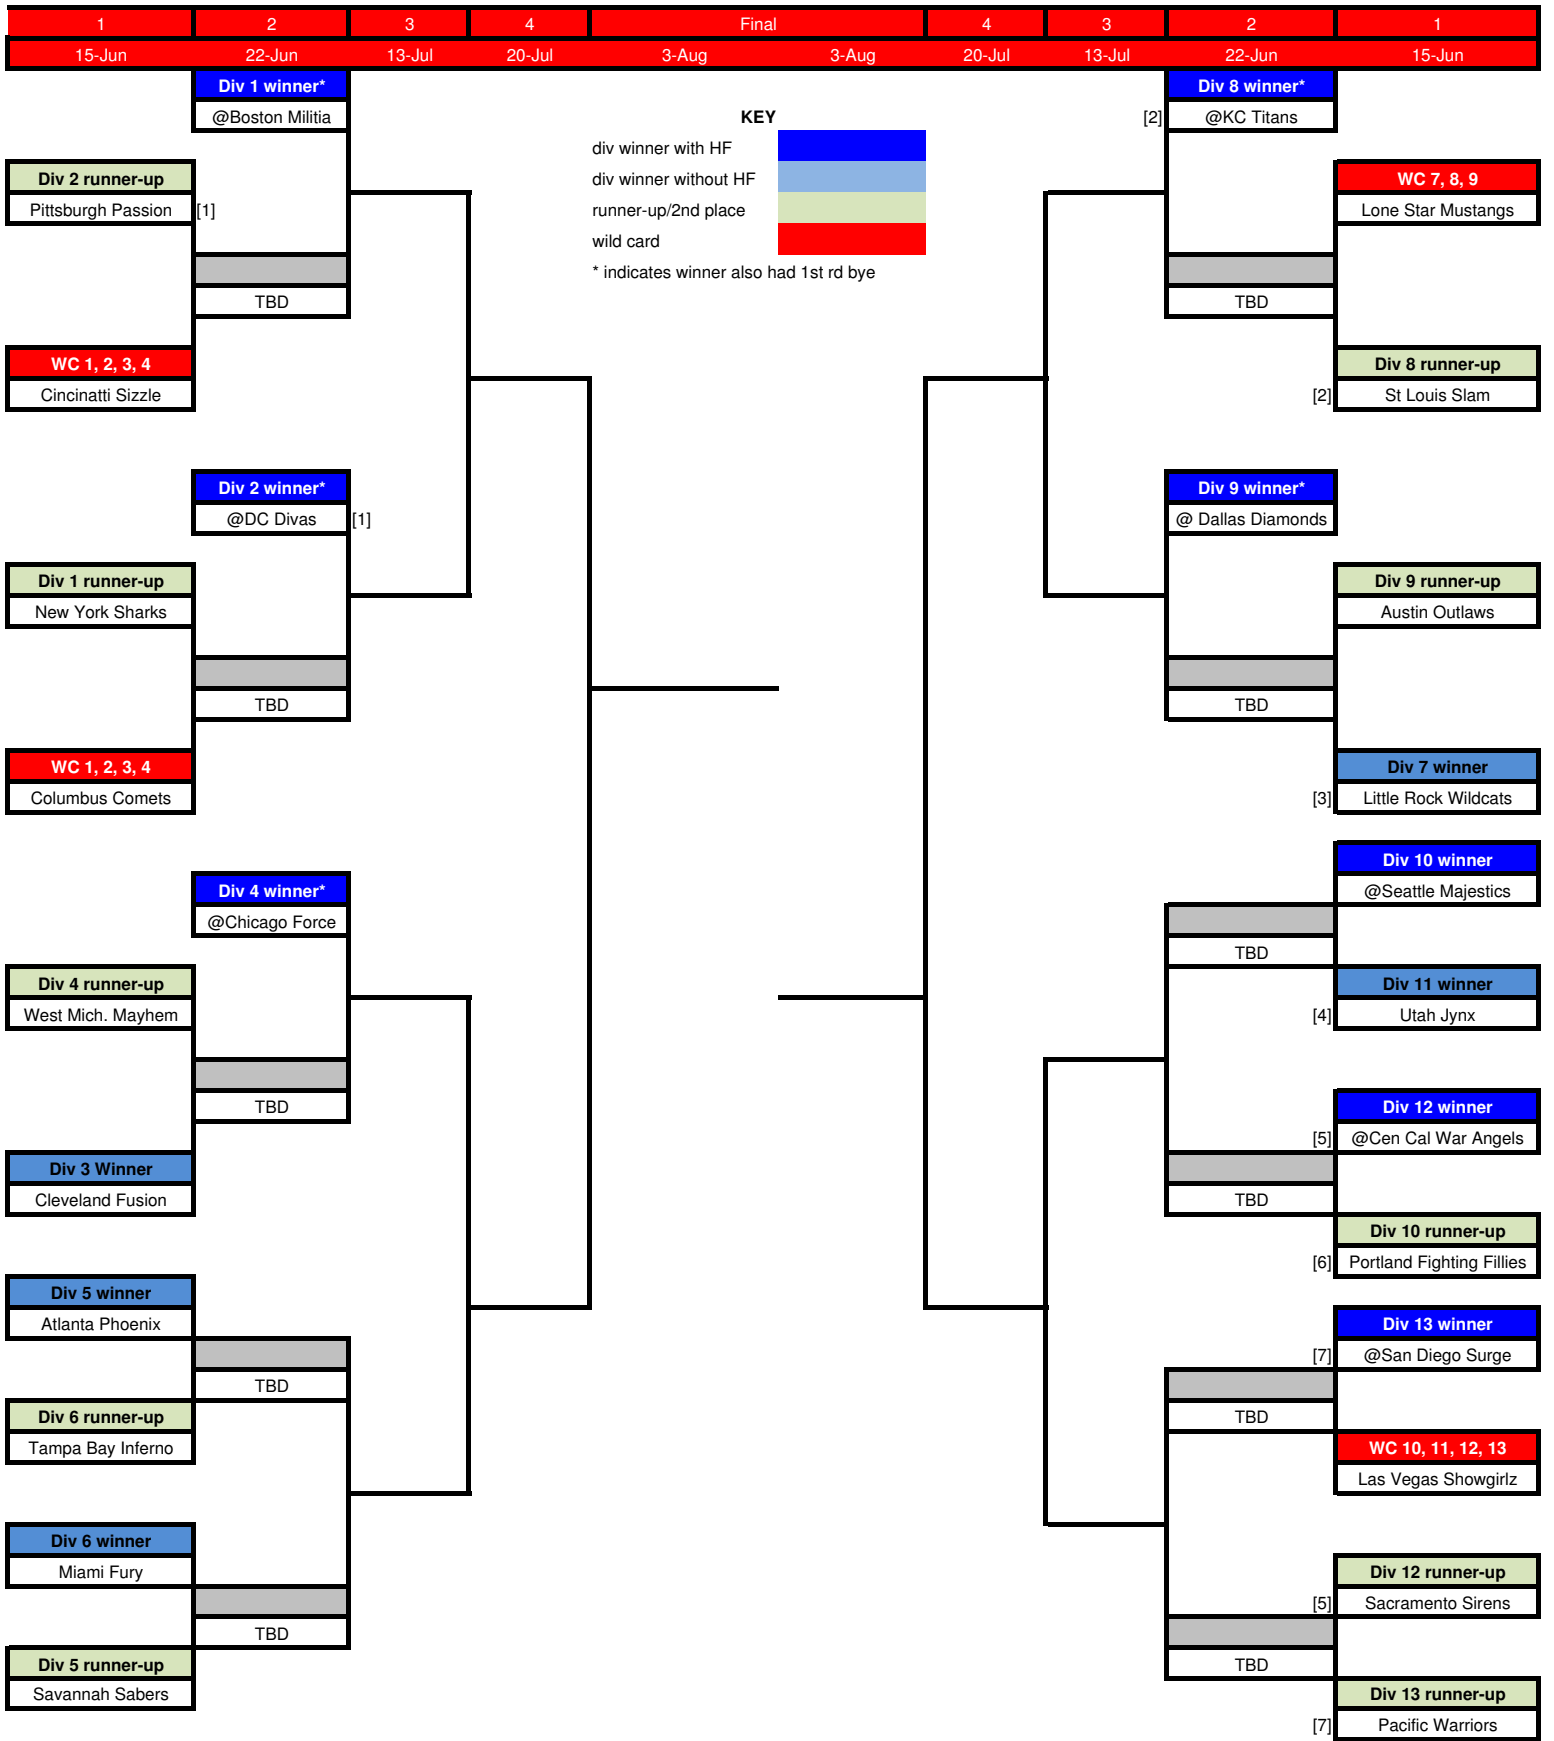 1 2 3 4 Final 4 3 2 1
15-Jun 22-Jun 13-Jul 20-Jul 3-Aug 3-Aug 20-Jul 13-Jul 22-Jun 15-Jun
Div 1 winner* Div 8 winner*
@Boston Militia KEY [2] @KC Titans
div winner with HF
Div 2 runner-up div winner without HF WC 7, 8, 9
Pittsburgh Passion [1] runner-up/2nd place Lone Star Mustangs
wild card
* indicates winner also had 1st rd bye
TBD TBD
WC 1, 2, 3, 4 Div 8 runner-up
Cincinatti Sizzle [2] St Louis Slam
Div 2 winner* Div 9 winner*
@DC Divas [1] @ Dallas Diamonds
Div 1 runner-up Div 9 runner-up
New York Sharks Austin Outlaws
TBD TBD
WC 1, 2, 3, 4 Div 7 winner
Columbus Comets [3] Little Rock Wildcats
Div 10 winner
Div 4 winner* @Seattle Majestics
@Chicago Force
TBD
Div 4 runner-up Div 11 winner
West Mich. Mayhem [4] Utah Jynx
TBD Div 12 winner
[5] @Cen Cal War Angels
Div 3 Winner
Cleveland Fusion TBD
Div 10 runner-up
[6] Portland Fighting Fillies
Div 5 winner
Atlanta Phoenix Div 13 winner
[7] @San Diego Surge
TBD
Div 6 runner-up TBD
Tampa Bay Inferno WC 10, 11, 12, 13
Las Vegas Showgirlz
Div 6 winner
Miami Fury Div 12 runner-up
[5] Sacramento Sirens
TBD
Div 5 runner-up TBD
Savannah Sabers Div 13 runner-up
[7] Pacific Warriors